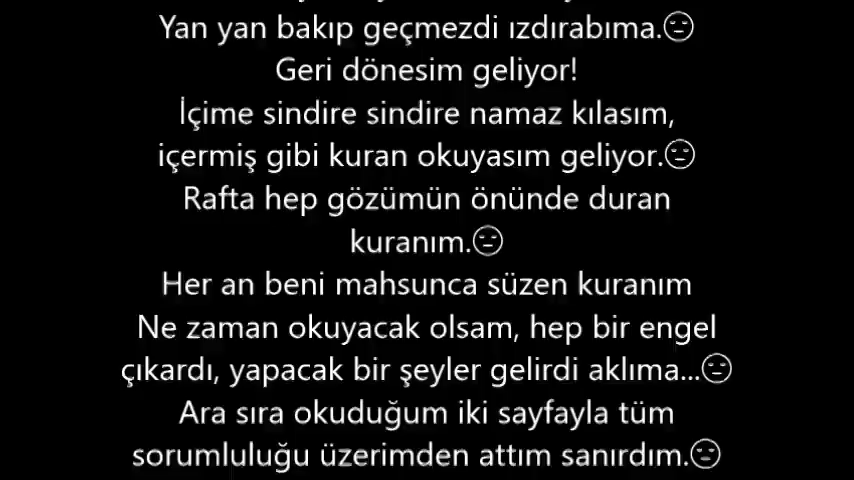 Yan yan bakıp geçmezdi ızdırabıma.😔
Geri dönesim geliyor!
İçime sindire sindire namaz kılasım,
içermiş gibi kuran okuyasım geliyor.😔
Rafta hep gözümün önünde duran
kuranım.😔
Her an beni mahsunca süzen kuranım
Ne zaman okuyacak olsam, hep bir engel
çıkardı, yapacak bir şeyler gelirdi aklıma...😔
Ara sıra okuduğum iki sayfayla tüm
sorumluluğu üzerimden attım sanırdım.😔